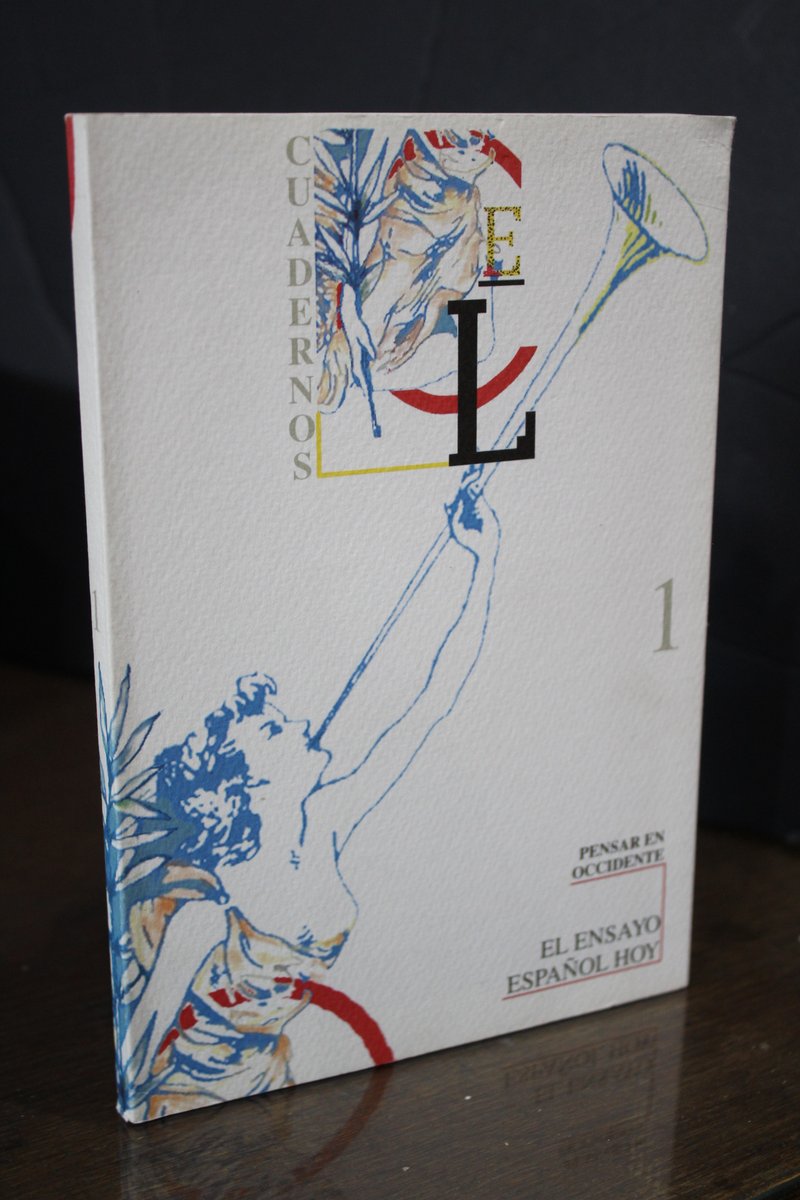 CUADERNOS
E
L
1
1
PENSAR EN
OCCIDENTE
EL ENSAYO
ESPAÑOL HOY